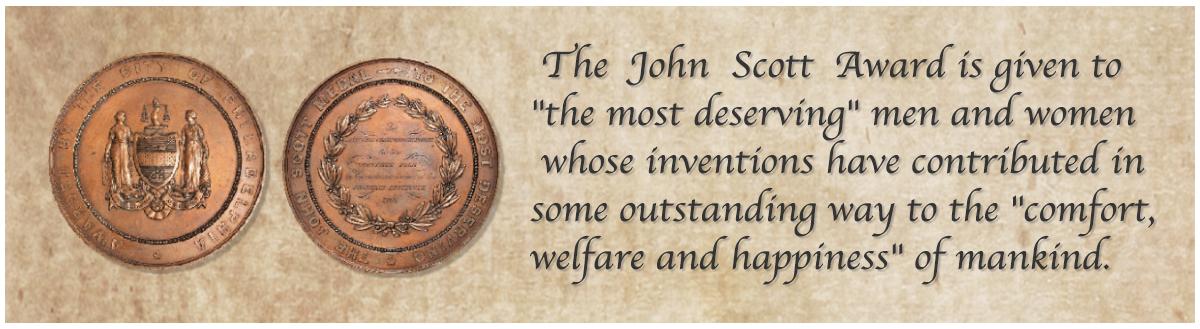 AWARDED BY THE CITY OF PHILADELPHIA
THE JOHN SCOTT MEDAL TO THE MOST DESERVING
The John Scott Award is given to
"the most deserving" men and women
whose inventions have contributed in
some outstanding way to the "comfort,
welfare and happiness" of mankind.